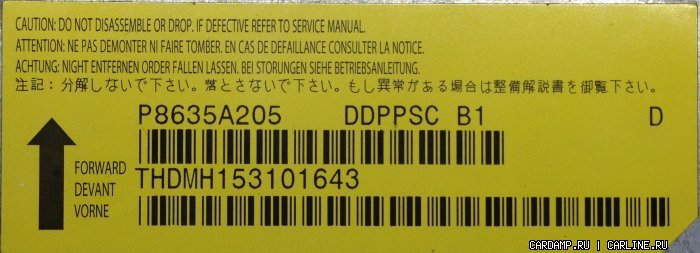 CAUTION: DO NOT DISASSEMBLE OR DROP. IF DEFECTIVE REFER TO SERVICE MANUAL.
ATTENTION: NE PAS DEMONTER NI FAIRE TOMBER. EN CAS DE DEFAILLANCE CONSULTER LA NOTICE.
ACHTUNG: NIGHT ENTFERNEN ORDER FALLEN LASSEN. BEI STORUNGEN SIEHE BETRIEBSANLEITUNG.
注記：分解しないで下さい。落とさないで下さい。もし異常がある場合は整備解説書を御覧下さい。
P8635A205 DDPPSC B1 D
FORWARD
DEVANT
VORNE
THDMH153101643
CARDAMP.RU | CARLINE.RU